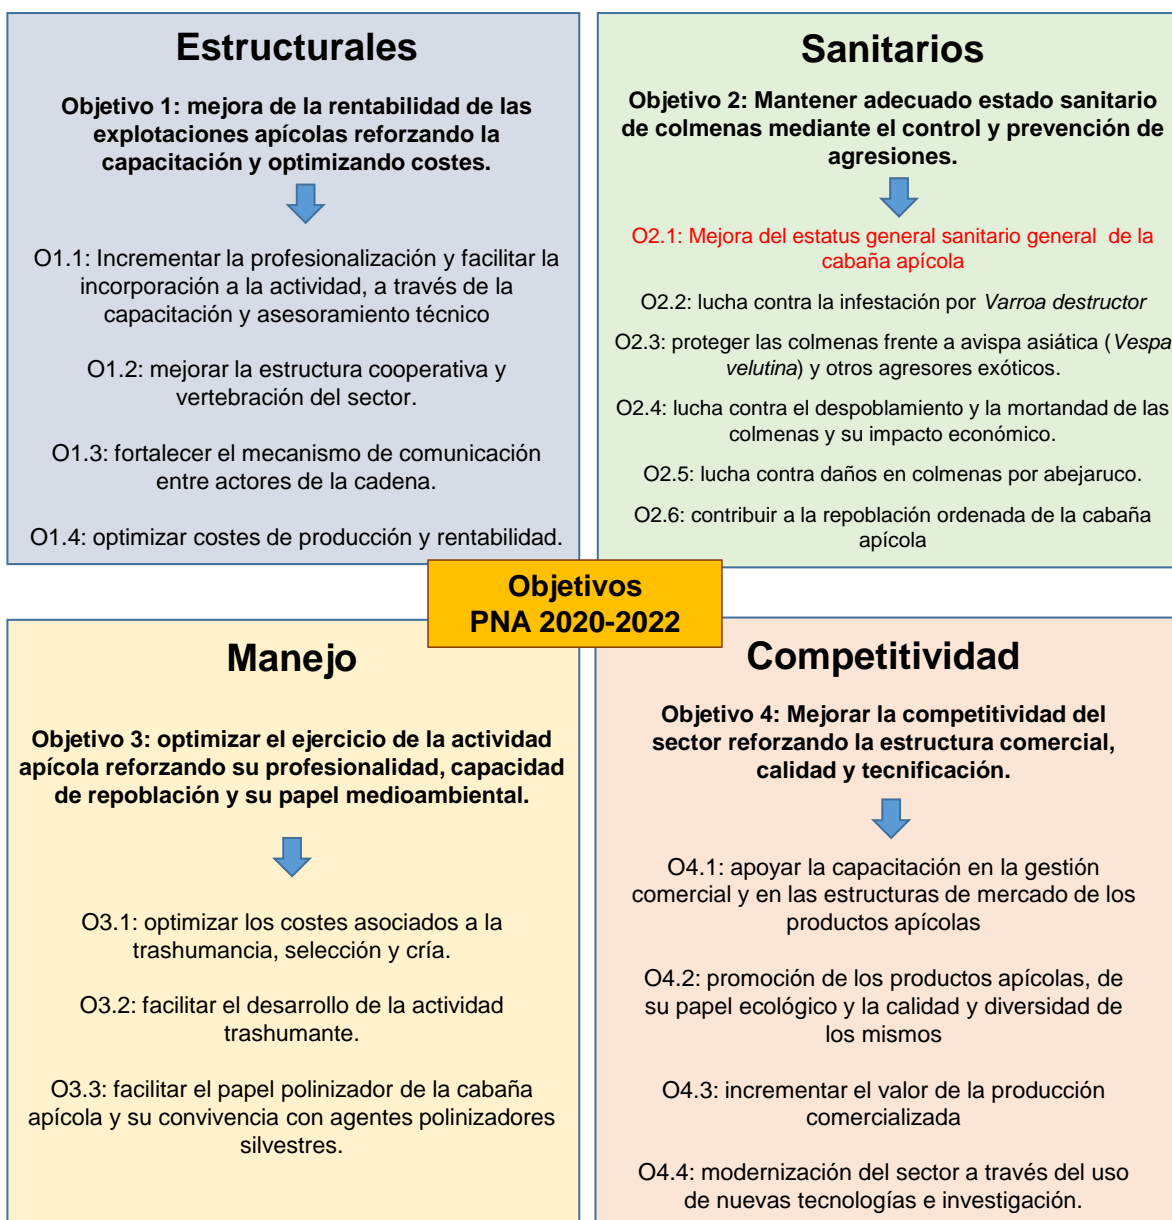 Estructurales
Objetivo 1: mejora de la rentabilidad de las
explotaciones apícolas reforzando la
capacitación y optimizando costes.
O1.1: Incrementar la profesionalización y facilitar la
incorporación a la actividad, a través de la
capacitación y asesoramiento técnico
O1.2: mejorar la estructura cooperativa y
vertebración del sector.
O1.3: fortalecer el mecanismo de comunicación
entre actores de la cadena.
O1.4: optimizar costes de producción y rentabilidad.
Sanitarios
Objetivo 2: Mantener adecuado estado sanitario
de colmenas mediante el control y prevención de
agresiones.
O2.1: Mejora del estatus general sanitario general de la
cabaña apícola
O2.2: lucha contra la infestación por Varroa destructor
O2.3: proteger las colmenas frente a avispa asiática (Vespa
velutina) y otros agresores exóticos.
O2.4: lucha contra el despoblamiento y la mortandad de las
colmenas y su impacto económico.
O2.5: lucha contra daños en colmenas por abejaruco.
O2.6: contribuir a la repoblación ordenada de la cabaña
apícola
Objetivos
PNA 2020-2022
Manejo
Objetivo 3: optimizar el ejercicio de la actividad
apícola reforzando su profesionalidad, capacidad
de repoblación y su papel medioambiental.
O3.1: optimizar los costes asociados a la
trashumancia, selección y cría.
O3.2: facilitar el desarrollo de la actividad
trashumante.
O3.3: facilitar el papel polinizador de la cabaña
apícola y su convivencia con agentes polinizadores
silvestres.
Competitividad
Objetivo 4: Mejorar la competitividad del
sector reforzando la estructura comercial,
calidad y tecnificación.
O4.1: apoyar la capacitación en la gestión
comercial y en las estructuras de mercado de los
productos apícolas
O4.2: promoción de los productos apícolas, de
su papel ecológico y la calidad y diversidad de
los mismos
O4.3: incrementar el valor de la producción
comercializada
O4.4: modernización del sector a través del uso
de nuevas tecnologías e investigación.